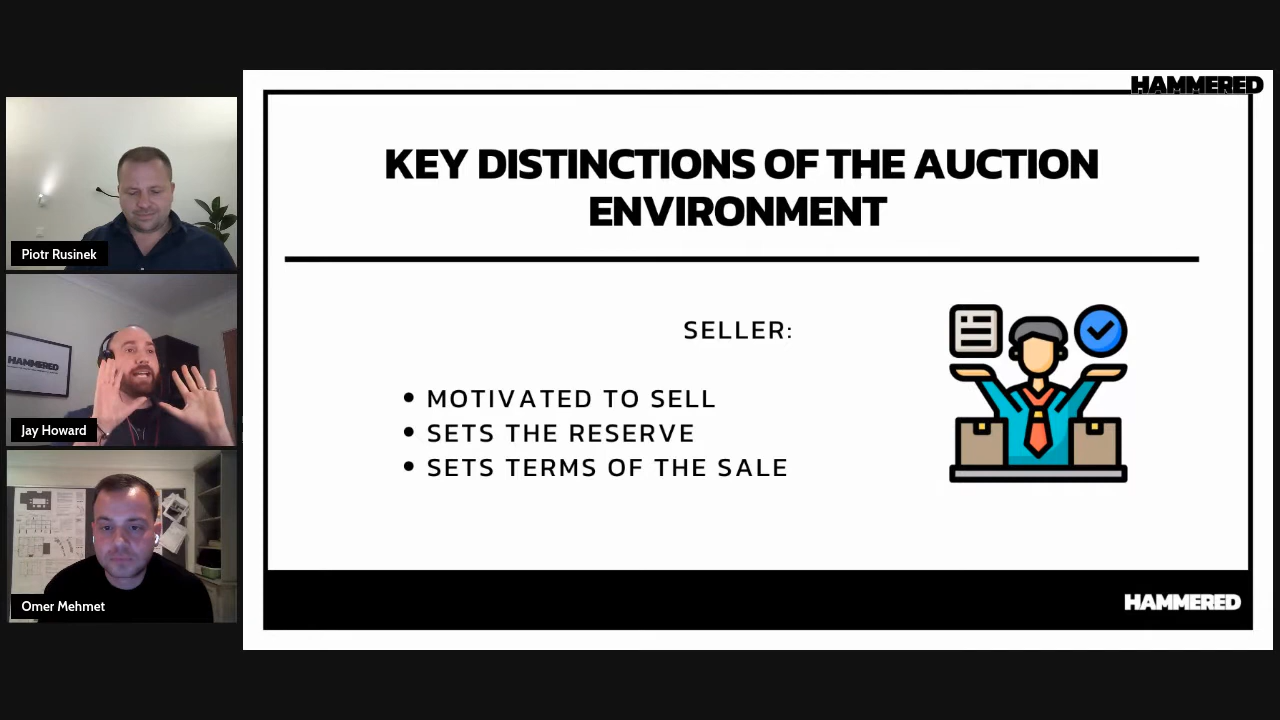 HAMMERED
KEY DISTINCTIONS OF THE AUCTION
ENVIRONMENT
SELLER:
MOTIVATED TO SELL
SETS THE RESERVE
SETS TERMS OF THE SALE
HAMMERED
Piotr Rusinek
HAMMERED
Jay Howard
Omer Mehmet